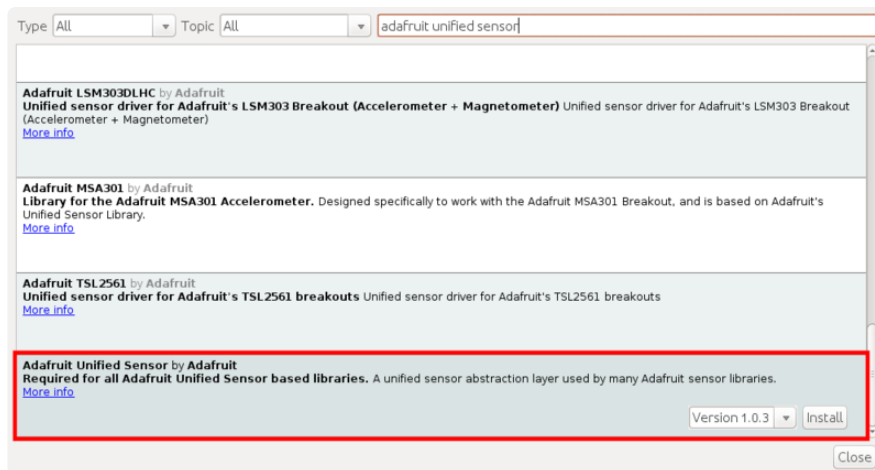 Type All Topic All adafruit unified sensor
Adafruit LSM303DLHC by Adafruit
Unified sensor driver for Adafruit's LSM303 Breakout (Accelerometer + Magnetometer) Unified sensor driver for Adafruit's LSM303 Breakout
(Accelerometer + Magnetometer)
More info
Adafruit MSA301 by Adafruit
Library for the Adafruit MSA301 Accelerometer. Designed specifically to work with the Adafruit MSA301 Breakout, and is based on Adafruit's
Unified Sensor Library.
More info
Adafruit TSL2561 by Adafruit
Unified sensor driver for Adafruit's TSL2561 breakouts Unified sensor driver for Adafruit's TSL2561 breakouts
More info
Adafruit Unified Sensor by Adafruit
Required for all Adafruit Unified Sensor based libraries. A unified sensor abstraction layer used by many Adafruit sensor libraries.
More info
Version 1.0.3 Install
Close